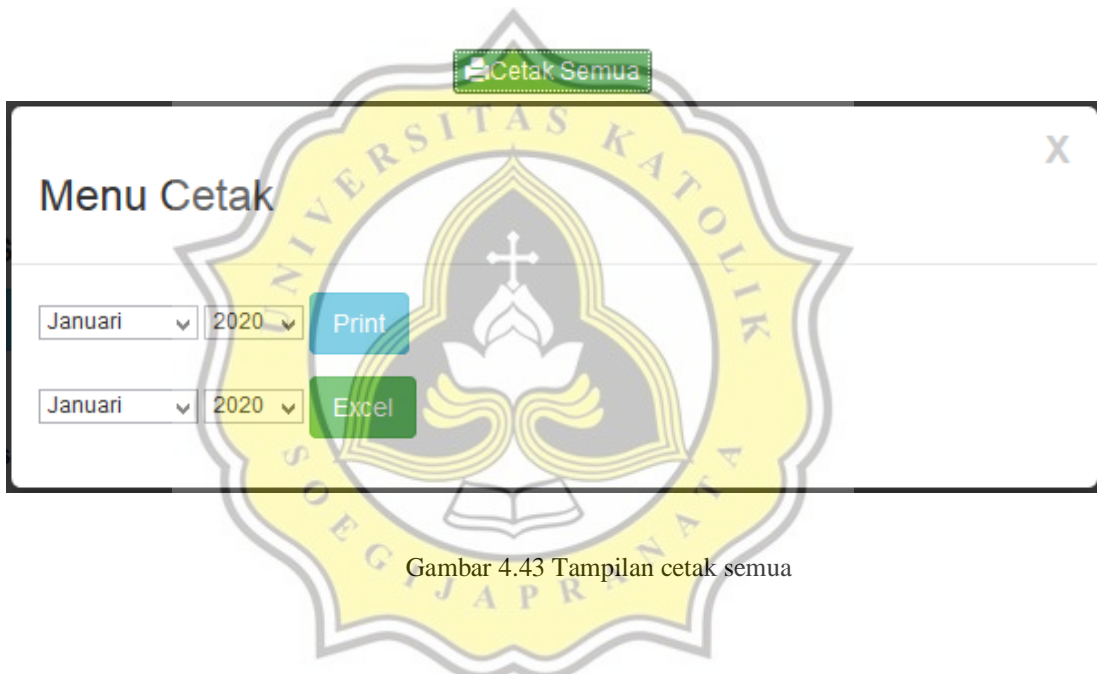 Cetak Semua
UNIVERSITAS KATOLIK
X
Menu Cetak
Januari 2020 Print
Januari 2020 Excel
SOEGIJAPRANATA
Gambar 4.43 Tampilan cetak semua